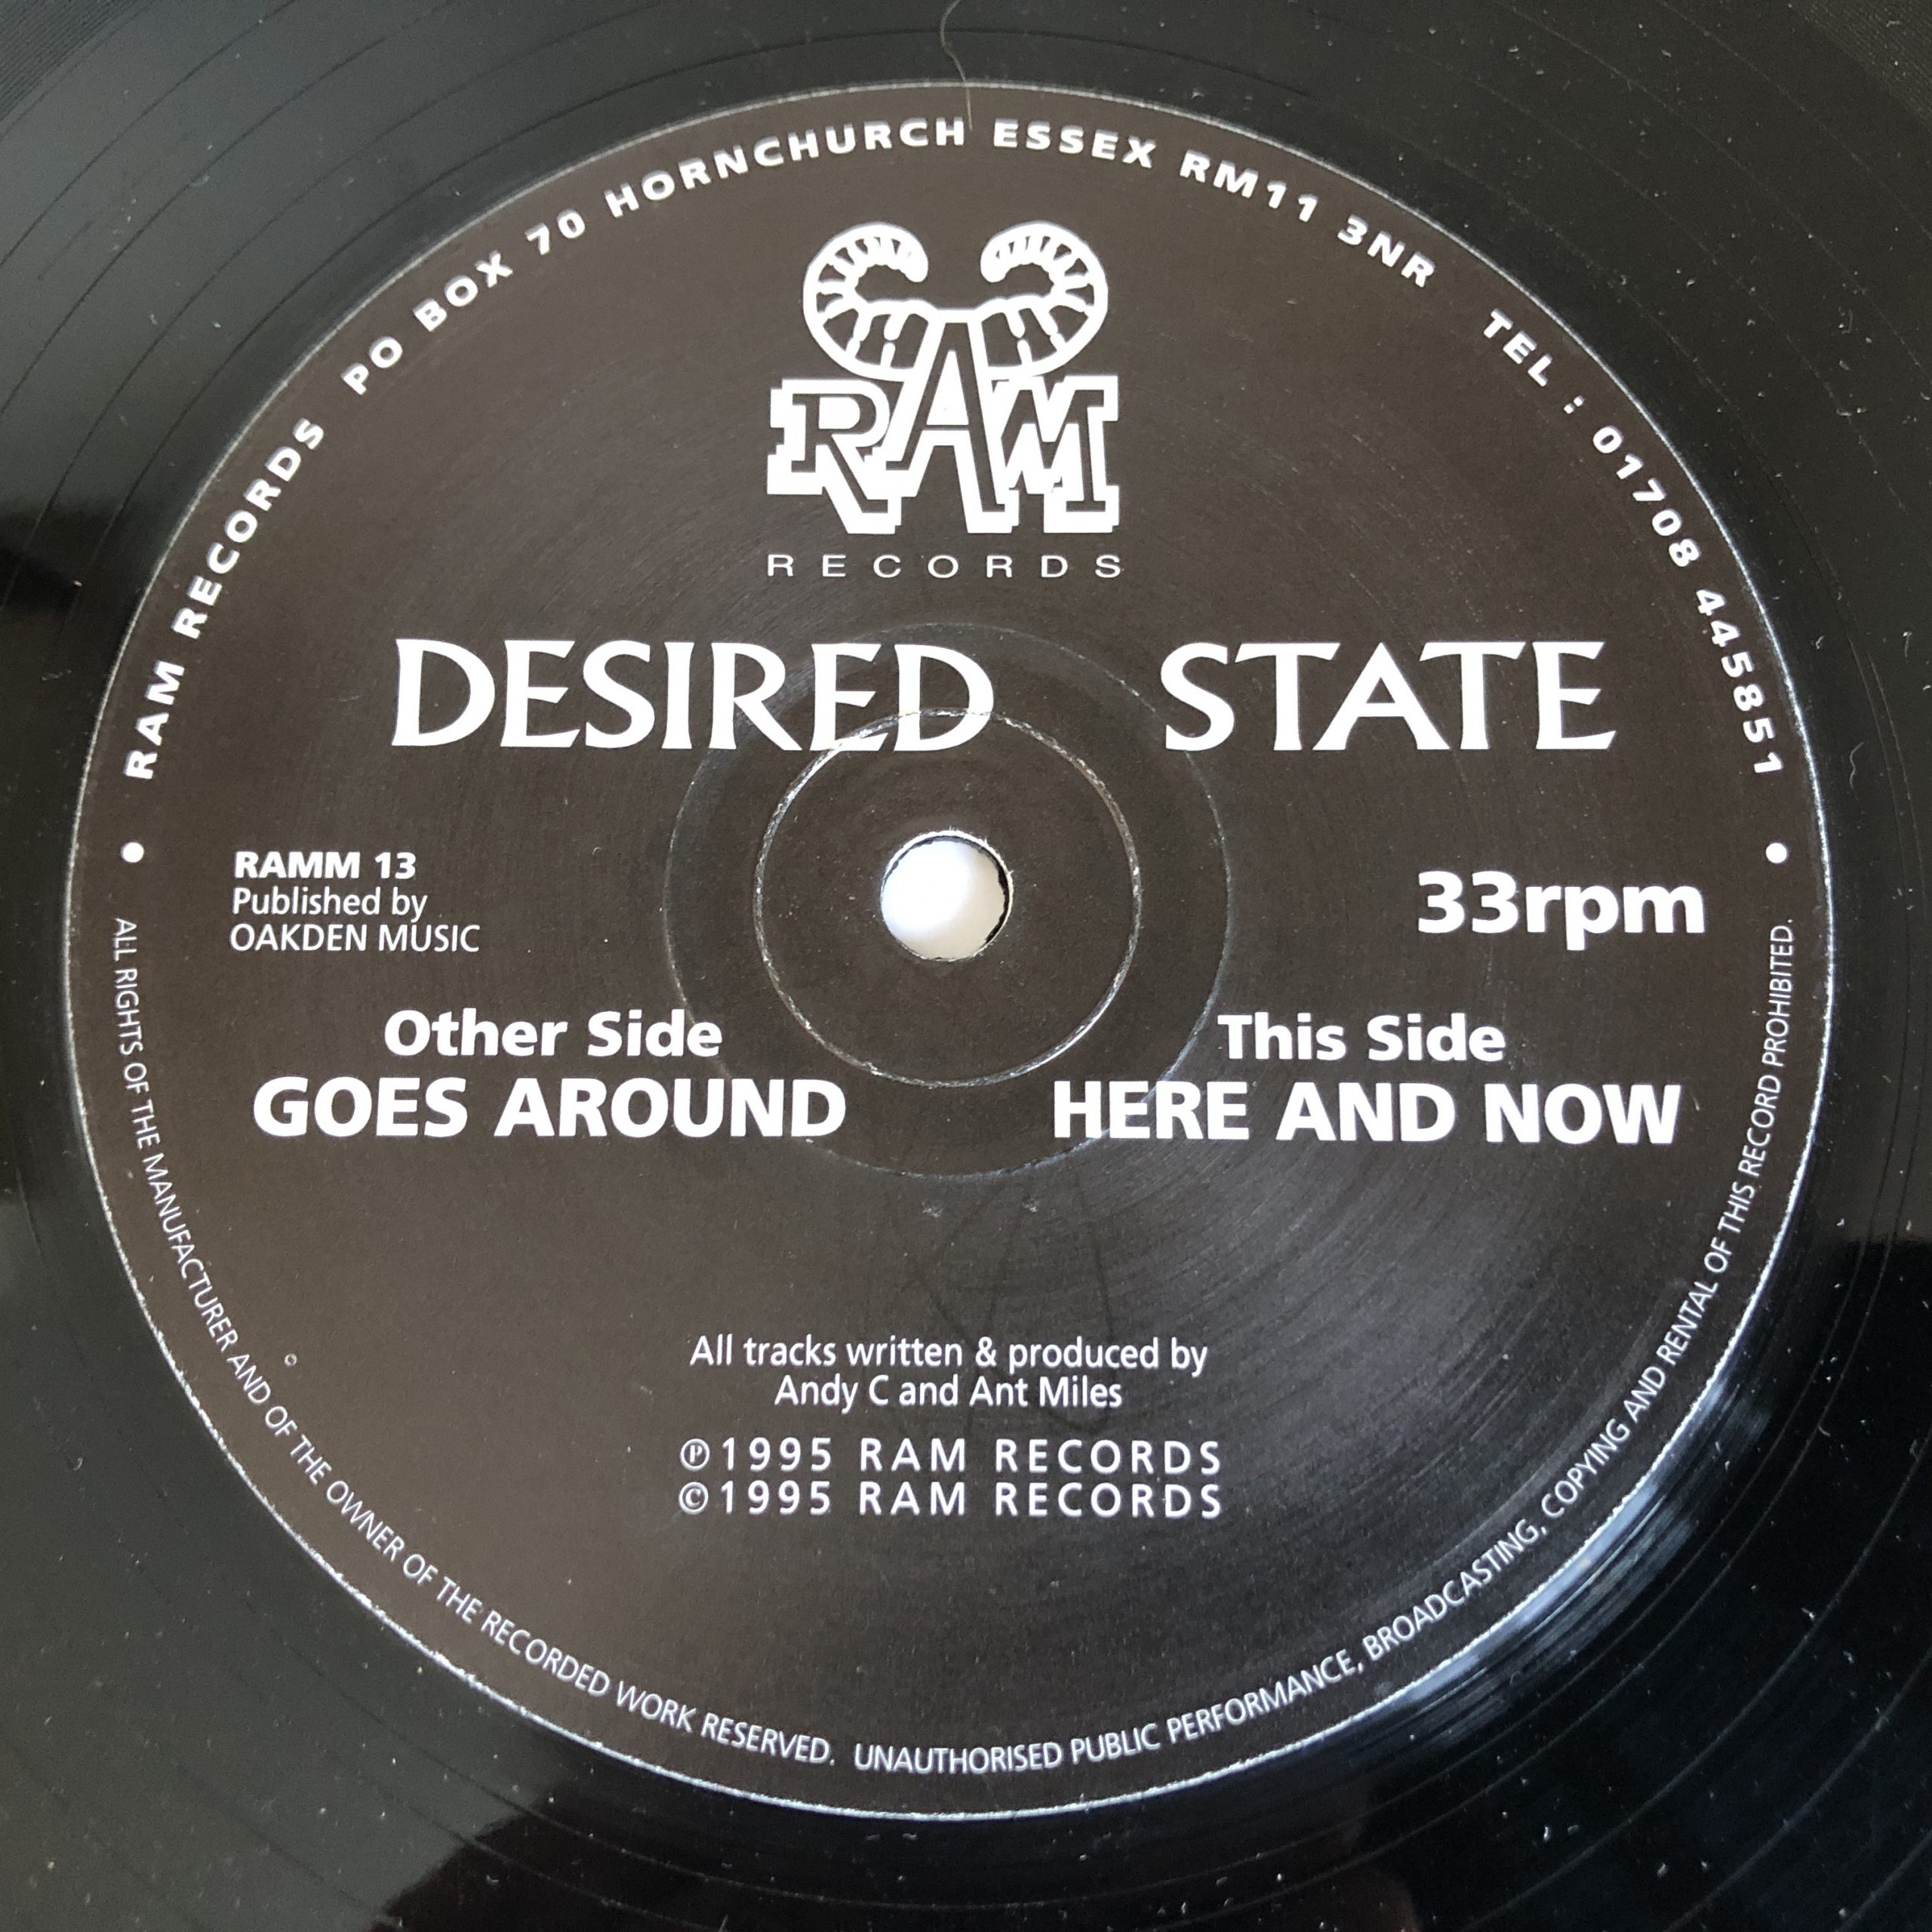 RAM RECORDS PO BOX 70 HORNCHURCH ESSEX RM11 3NR TEL : 01708 445851
RAM
RECORDS
DESIRED STATE
RAMM 13
Published by
OAKDEN MUSIC
33rpm
Other Side
GOES AROUND
This Side
HERE AND NOW
All tracks written & produced by
Andy C and Ant Miles
℗1995 RAM RECORDS
©1995 RAM RECORDS
ALL RIGHTS OF THE MANUFACTURER AND OF THE OWNER OF THE RECORDED WORK RESERVED. UNAUTHORISED PUBLIC PERFORMANCE, BROADCASTING, COPYING AND RENTAL OF THIS RECORD PROHIBITED.